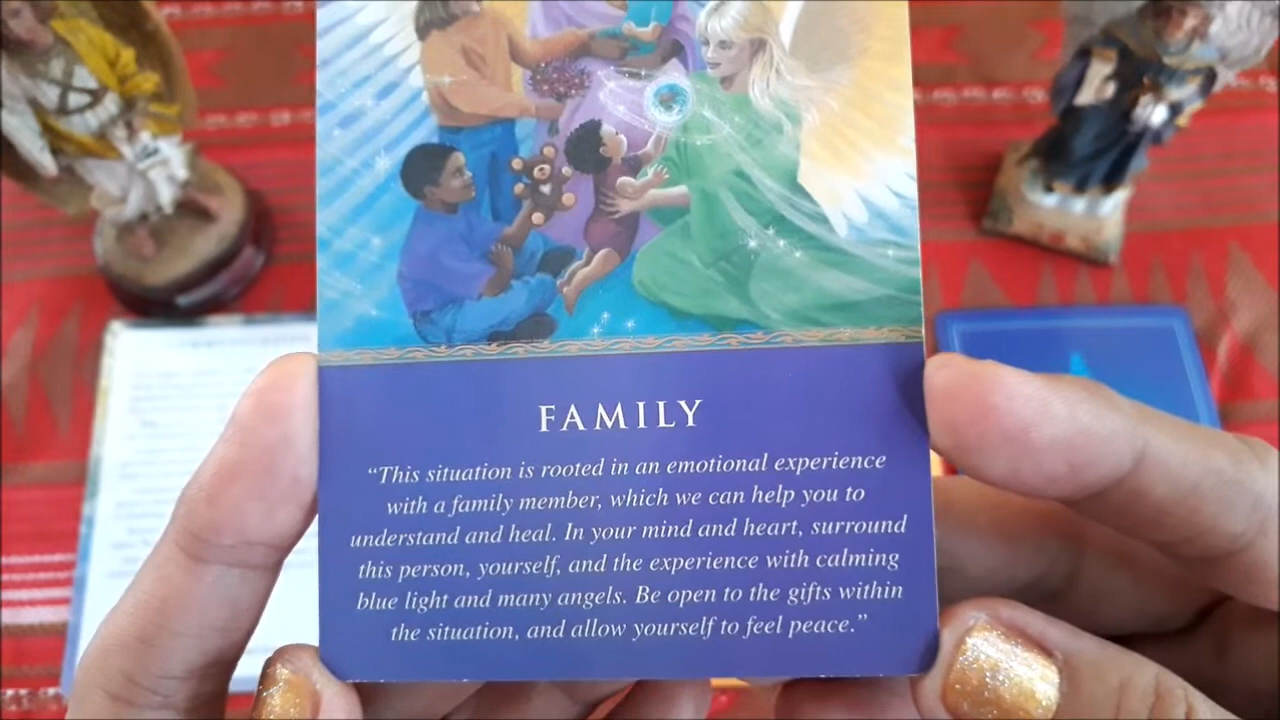 FAMILY
“This situation is rooted in an emotional experience
with a family member, which we can help you to
understand and heal. In your mind and heart, surround
this person, yourself, and the experience with calming
blue light and many angels. Be open to the gifts within
the situation, and allow yourself to feel peace.”